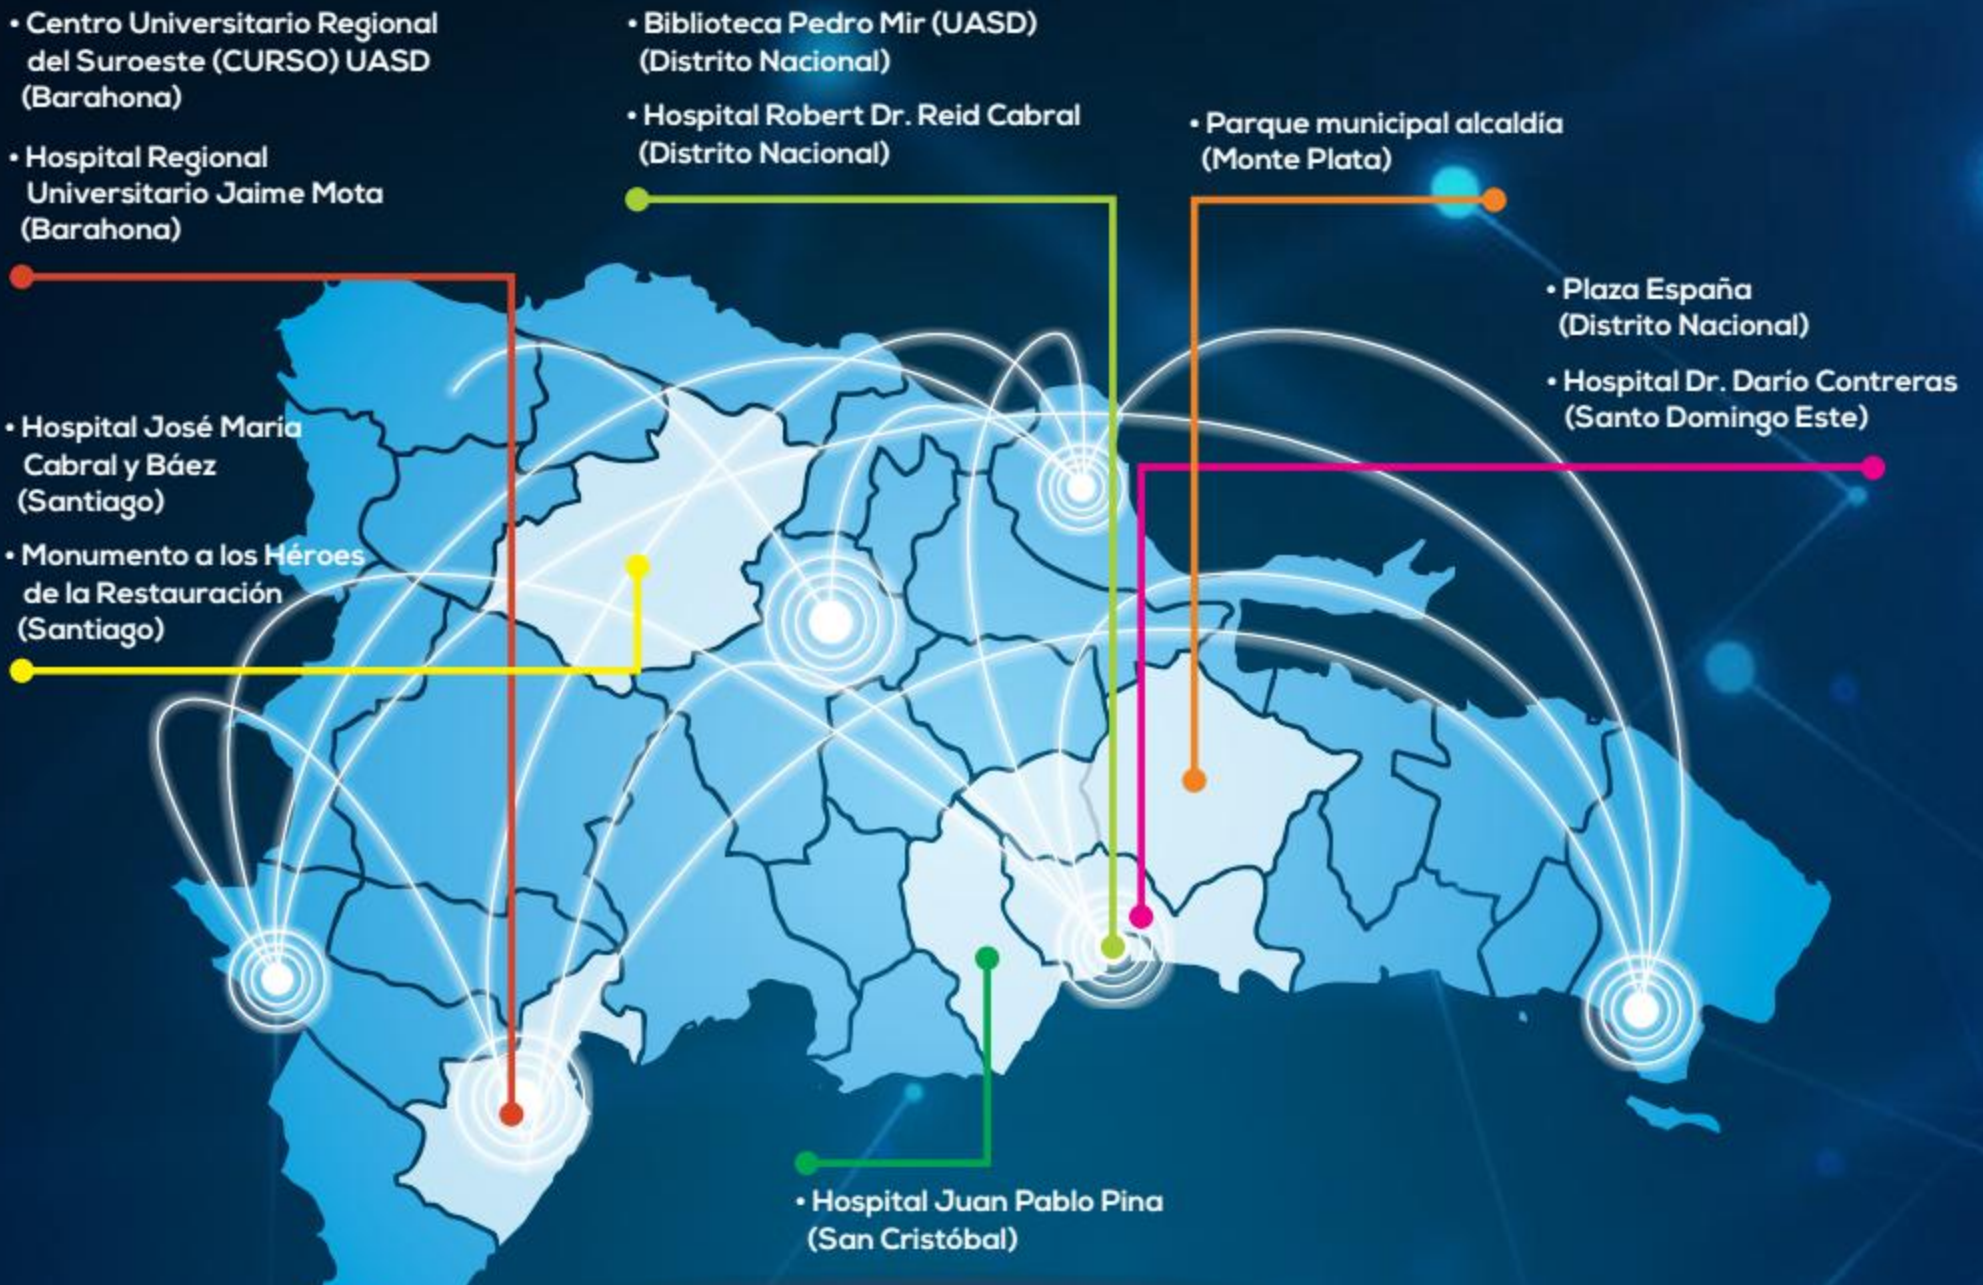 • Centro Universitario Regional
del Suroeste (CURSO) UASD
(Barahona)
• Hospital Regional
Universitario Jaime Mota
(Barahona)
• Biblioteca Pedro Mir (UASD)
(Distrito Nacional)
• Hospital Robert Dr. Reid Cabral
(Distrito Nacional)
• Parque municipal alcaldía
(Monte Plata)
• Plaza España
(Distrito Nacional)
• Hospital Dr. Darío Contreras
(Santo Domingo Este)
• Hospital José María
Cabral y Báez
(Santiago)
• Monumento a los Héroes
de la Restauración
(Santiago)
• Hospital Juan Pablo Pina
(San Cristóbal)